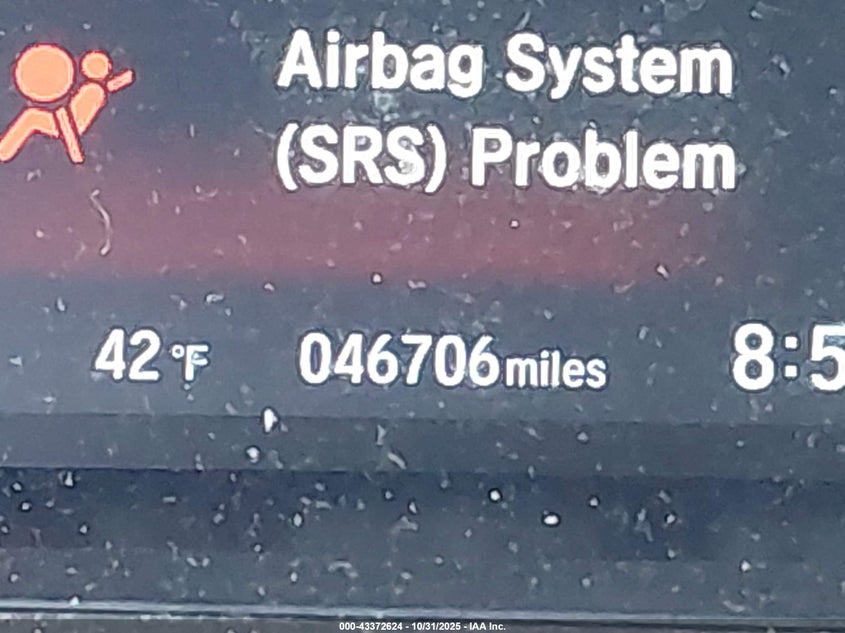 Airbag System
(SRS) Problem
42 °F 046706 miles 8:5
000-43372624 - 10/31/2025 - IAA Inc.